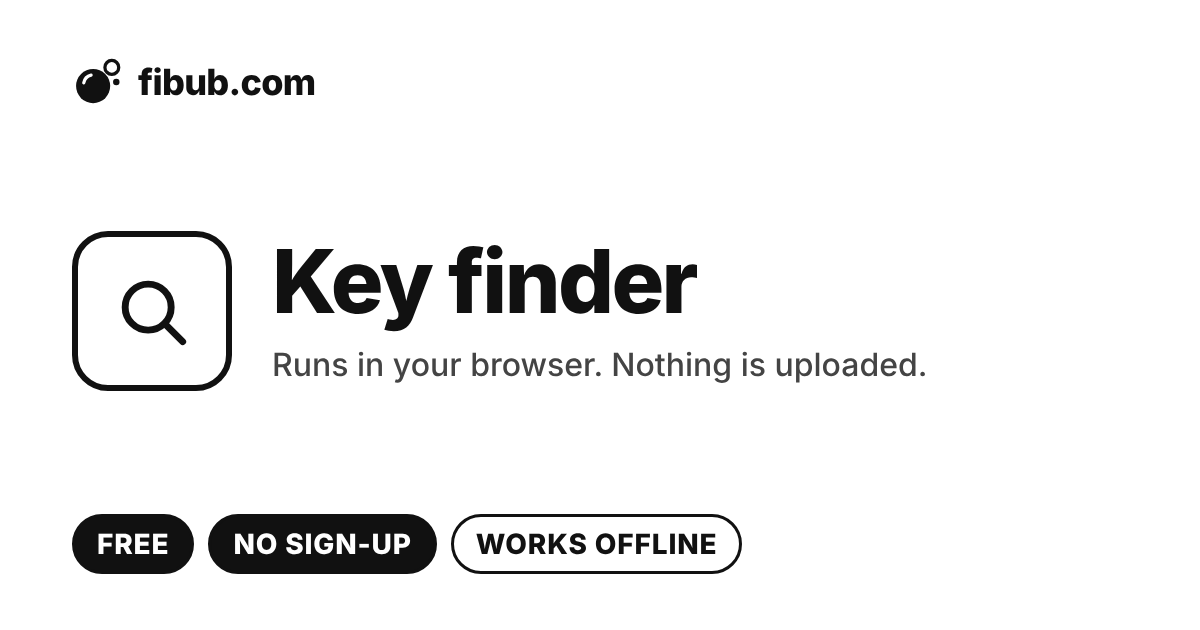 fibub.com
Key finder
Runs in your browser. Nothing is uploaded.
FREE NO SIGN-UP WORKS OFFLINE